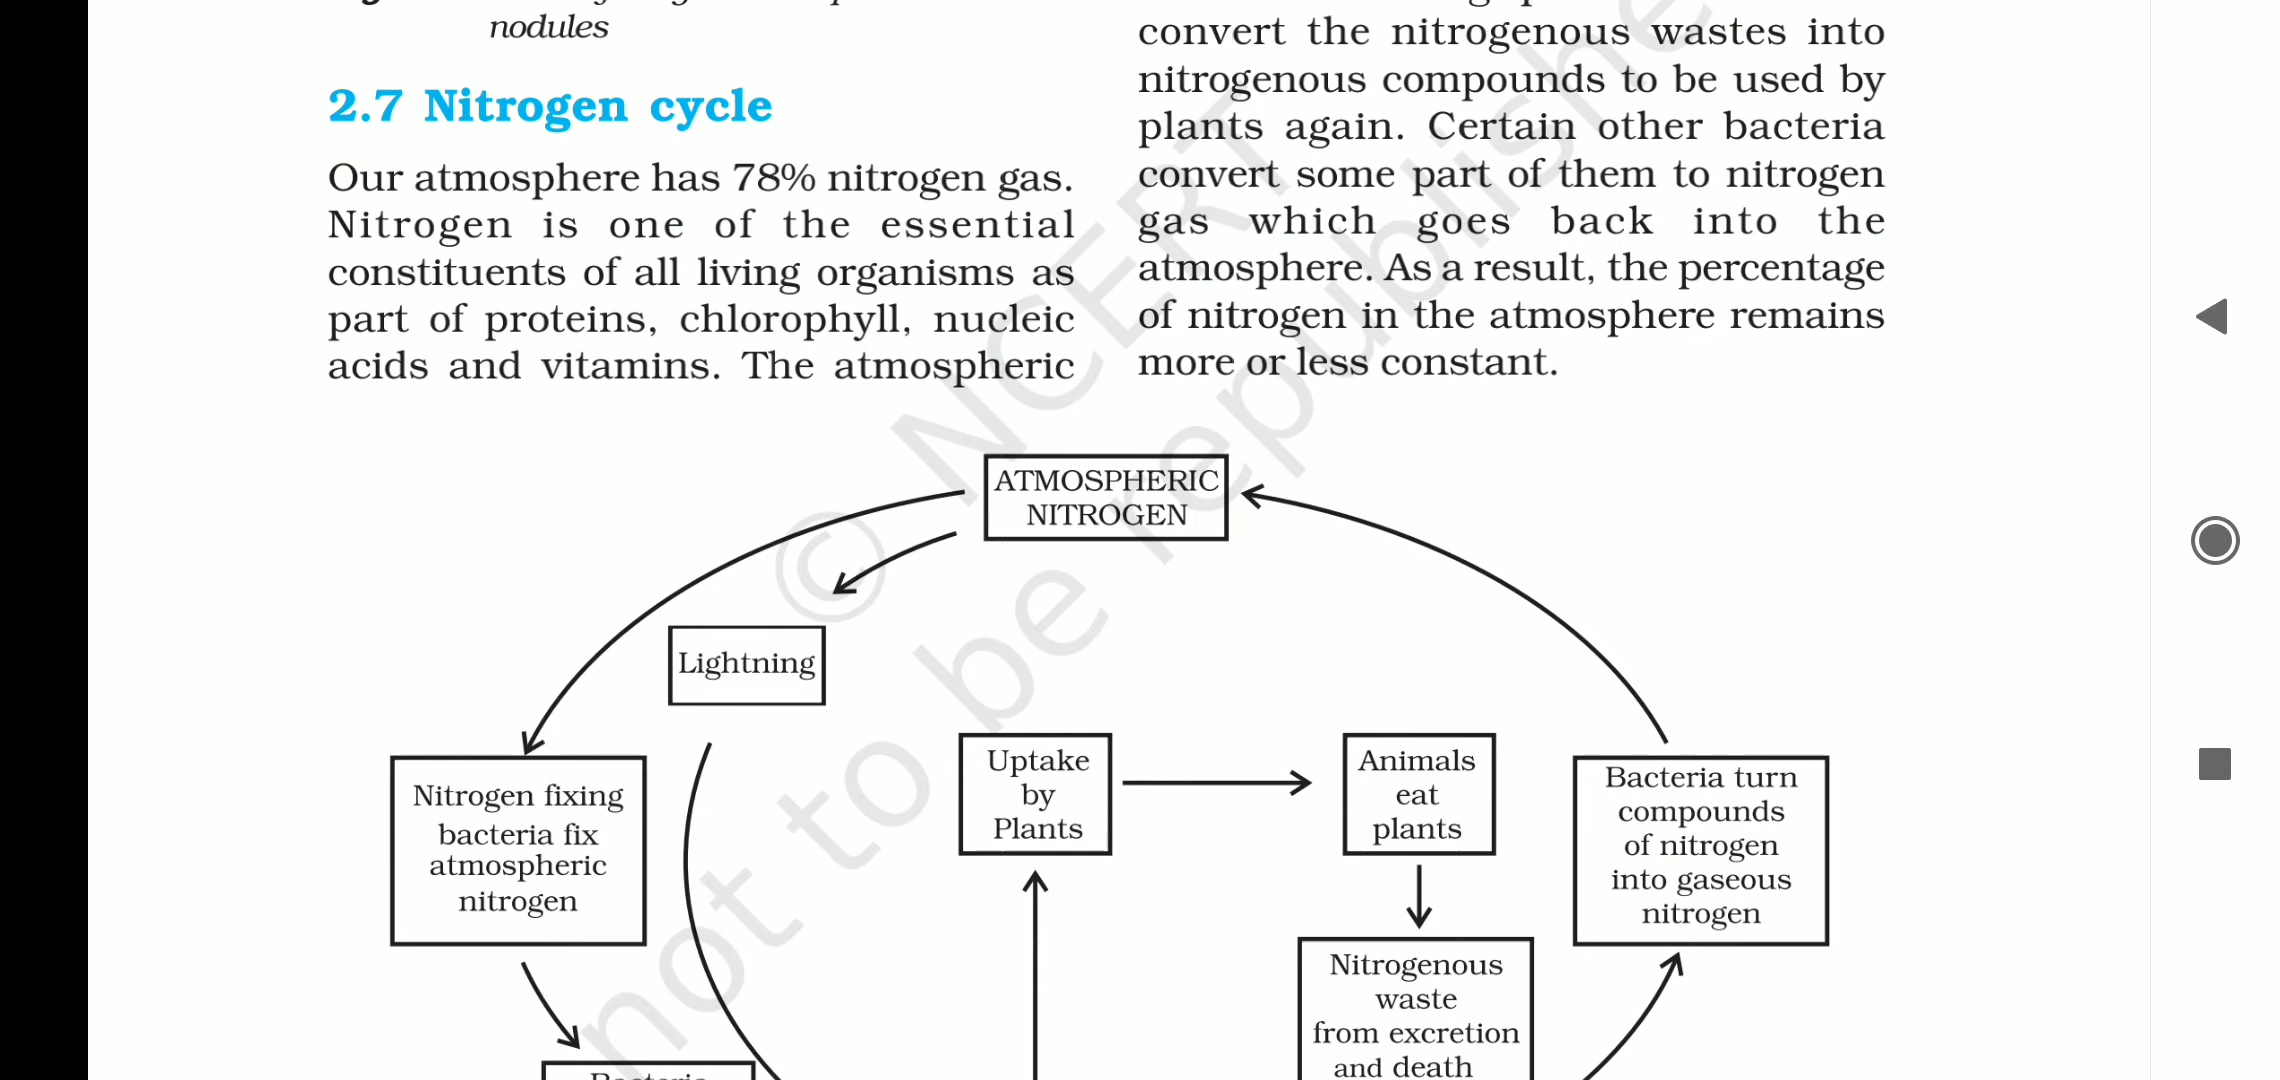 nodules
2.7 Nitrogen cycle
Our atmosphere has 78% nitrogen gas.
Nitrogen is one of the essential
constituents of all living organisms as
part of proteins, chlorophyll, nucleic
acids and vitamins. The atmospheric
convert the nitrogenous wastes into
nitrogenous compounds to be used by
plants again. Certain other bacteria
convert some part of them to nitrogen
gas which goes back into the
atmosphere. As a result, the percentage
of nitrogen in the atmosphere remains
more or less constant.
ATMOSPHERIC
NITROGEN
Lightning
Nitrogen fixing
bacteria fix
atmospheric
nitrogen
Uptake
by
Plants
Animals
eat
plants
Bacteria turn
compounds
of nitrogen
into gaseous
nitrogen
Nitrogenous
waste
from excretion
and death
Bacteria
© NCERT
not to be republishe